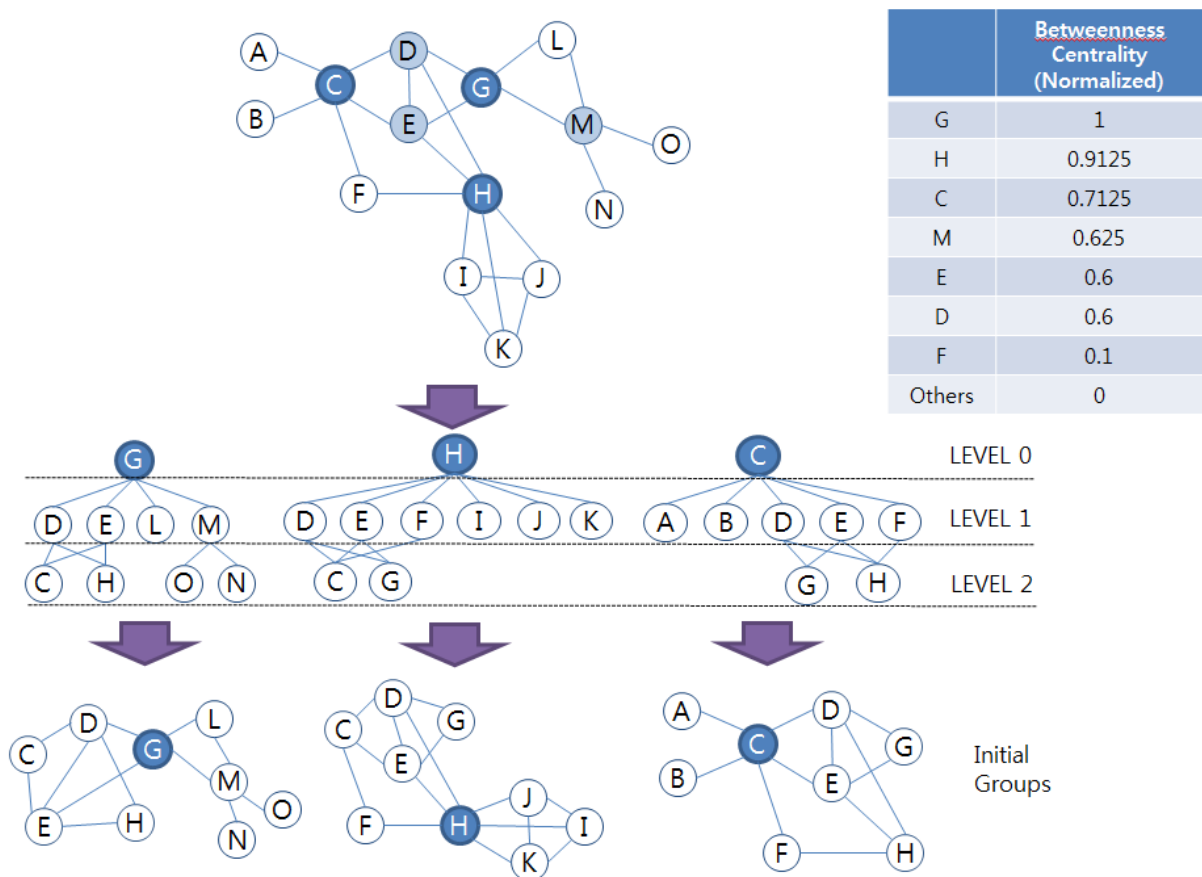 A
B
C
D
E
F
G
H
L
M
O
N
I
J
K
Betweenness
Centrality
(Normalized)
G 1
H 0.9125
C 0.7125
M 0.625
E 0.6
D 0.6
F 0.1
Others 0
G H C LEVEL 0
D E L M D E F I J K A B D E F LEVEL 1
C H O N C G G H LEVEL 2
C
D
G
L
M
O
N
E
H
D
C
G
E
F
H
J
I
K
A
B
C
D
G
E
F
H
Initial
Groups